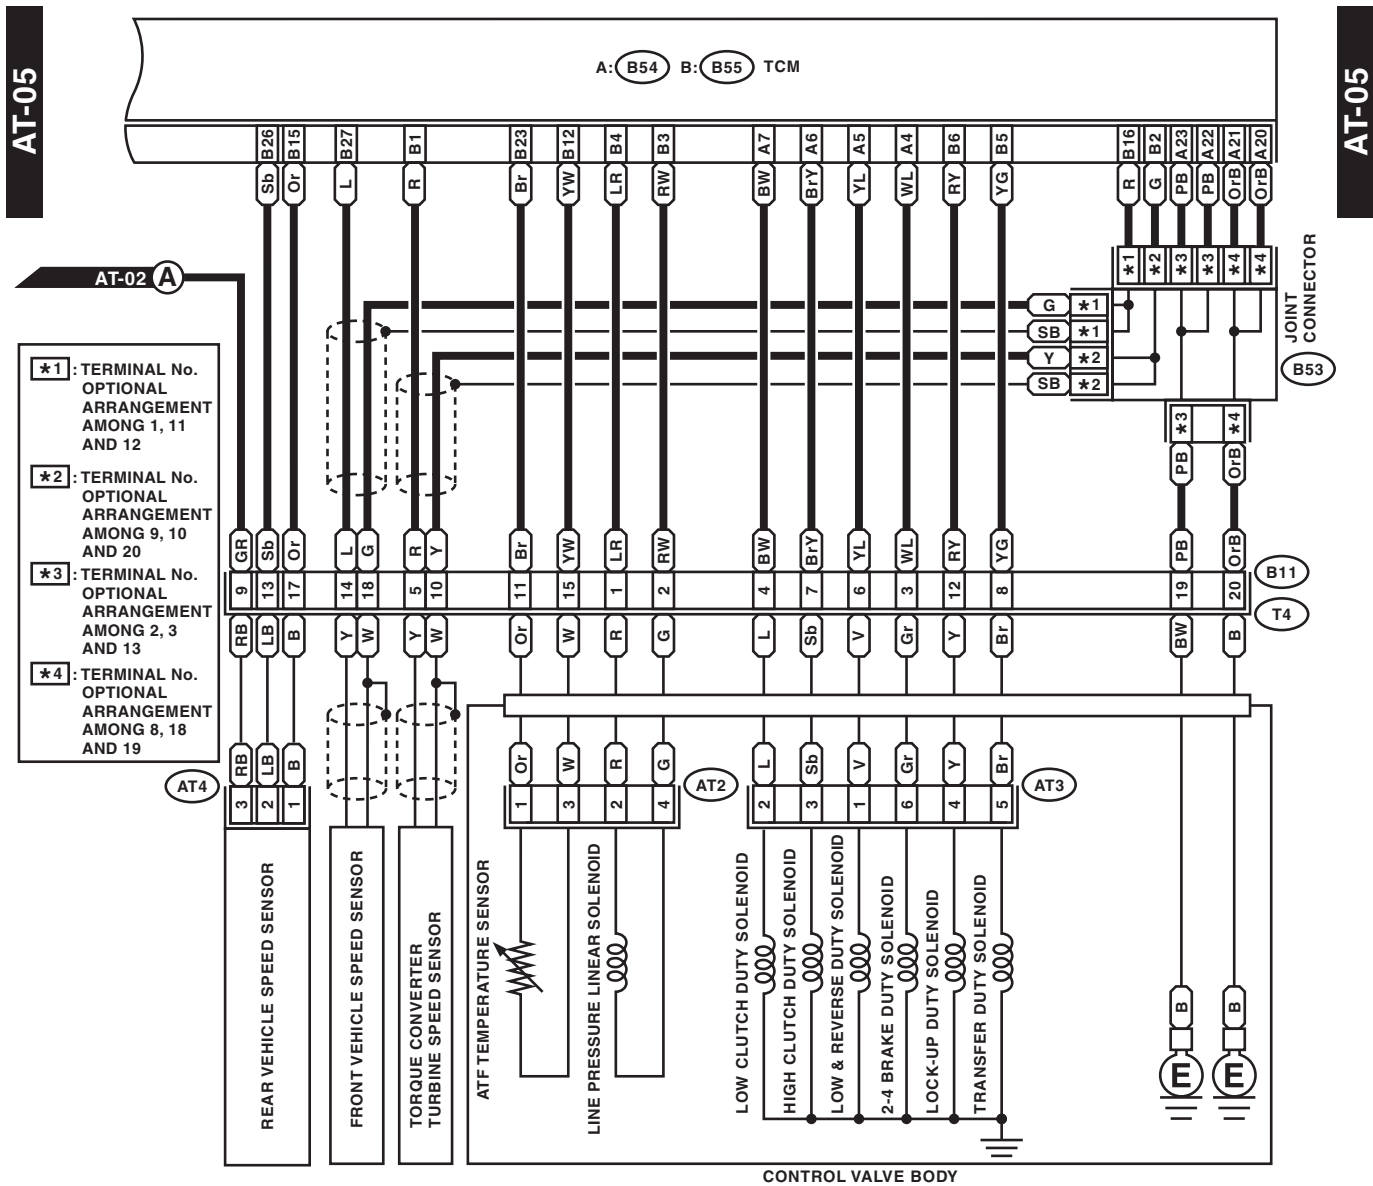 AT-05
AT-05
A: B54 B: B55 TCM
B26 B15 B27 B1 B23 B12 B4 B3 A7 A6 A5 A4 B6 B5 B16 B2 A23 A22 A21 A20
Sb Or L R Br YW LR RW BW BrY YL WL RY YG R G PB PB OrB OrB
AT-02 A
*1 *2 *3 *3 *4 *4
G *1
SB *1
Y *2
SB *2
JOINT
CONNECTOR
B53
*3 *4
PB OrB
*1 : TERMINAL No.
OPTIONAL
ARRANGEMENT
AMONG 1, 11
AND 12
*2 : TERMINAL No.
OPTIONAL
ARRANGEMENT
AMONG 9, 10
AND 20
*3 : TERMINAL No.
OPTIONAL
ARRANGEMENT
AMONG 2, 3
AND 13
*4 : TERMINAL No.
OPTIONAL
ARRANGEMENT
AMONG 8, 18
AND 19
GR Sb Or L G R Y Br YW LR RW BW BrY YL WL RY YG PB OrB
9 13 17 14 18 5 10 11 15 1 2 4 7 6 3 12 8 19 20
B11
T4
RB LB B Y W Y W Or W R G L Sb V Gr Y Br BW B
RB LB B Or W R G L Sb V Gr Y Br
AT4
3 2 1
AT2
1 3 2 4
AT3
2 3 1 6 4 5
REAR VEHICLE SPEED SENSOR
FRONT VEHICLE SPEED SENSOR
TORQUE CONVERTER
TURBINE SPEED SENSOR
ATF TEMPERATURE SENSOR
LINE PRESSURE LINEAR SOLENOID
LOW CLUTCH DUTY SOLENOID
HIGH CLUTCH DUTY SOLENOID
LOW & REVERSE DUTY SOLENOID
2-4 BRAKE DUTY SOLENOID
LOCK-UP DUTY SOLENOID
TRANSFER DUTY SOLENOID
B B
E E
CONTROL VALVE BODY